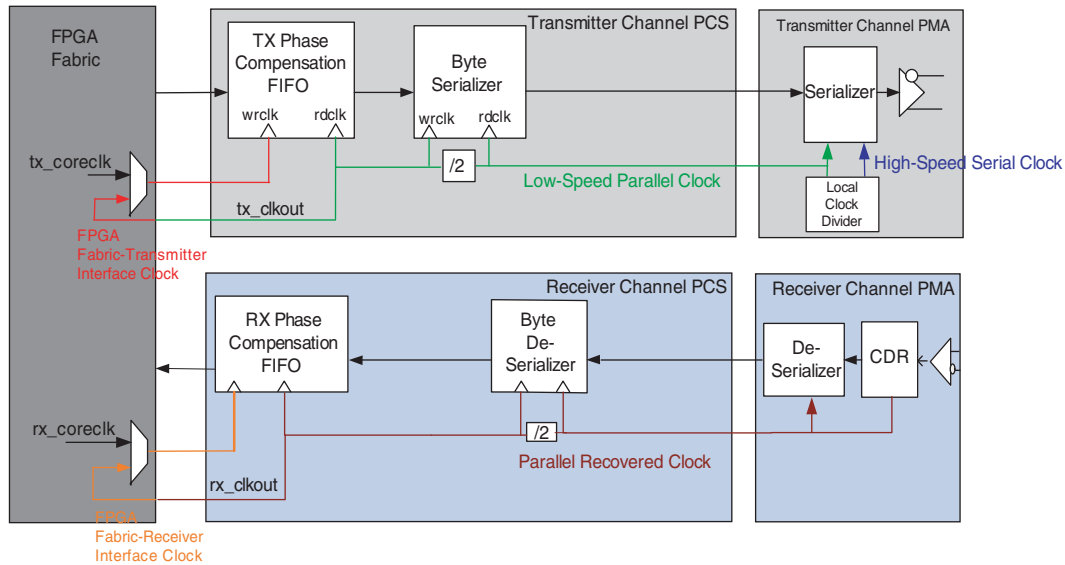 FPGA
Fabric
Transmitter Channel PCS
Transmitter Channel PMA
TX Phase
Compensation
FIFO
wrclk
rdclk
Byte
Serializer
wrclk
rdclk
Serializer
tx_coreclk
/2
Low-Speed Parallel Clock
High-Speed Serial Clock
Local
Clock
Divider
tx_clkout
FPGA
Fabric-Transmitter
Interface Clock
Receiver Channel PCS
Receiver Channel PMA
RX Phase
Compensation
FIFO
Byte
De-
Serializer
De-
Serializer
CDR
rx_coreclk
/2
Parallel Recovered Clock
rx_clkout
FPGA
Fabric-Receiver
Interface Clock